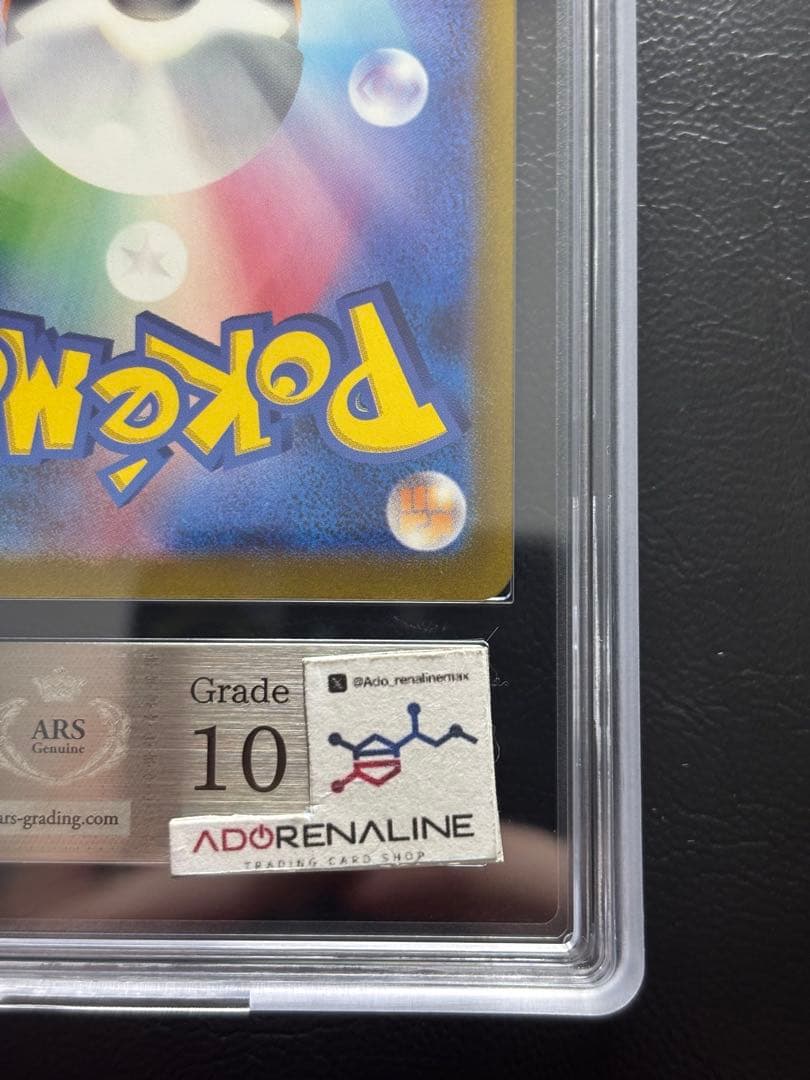 Pokém
ARS
Genuine
ars-grading.com
Grade
10
@Ado_renalinemax
ADORENALINE
TRADING CARD SHOP